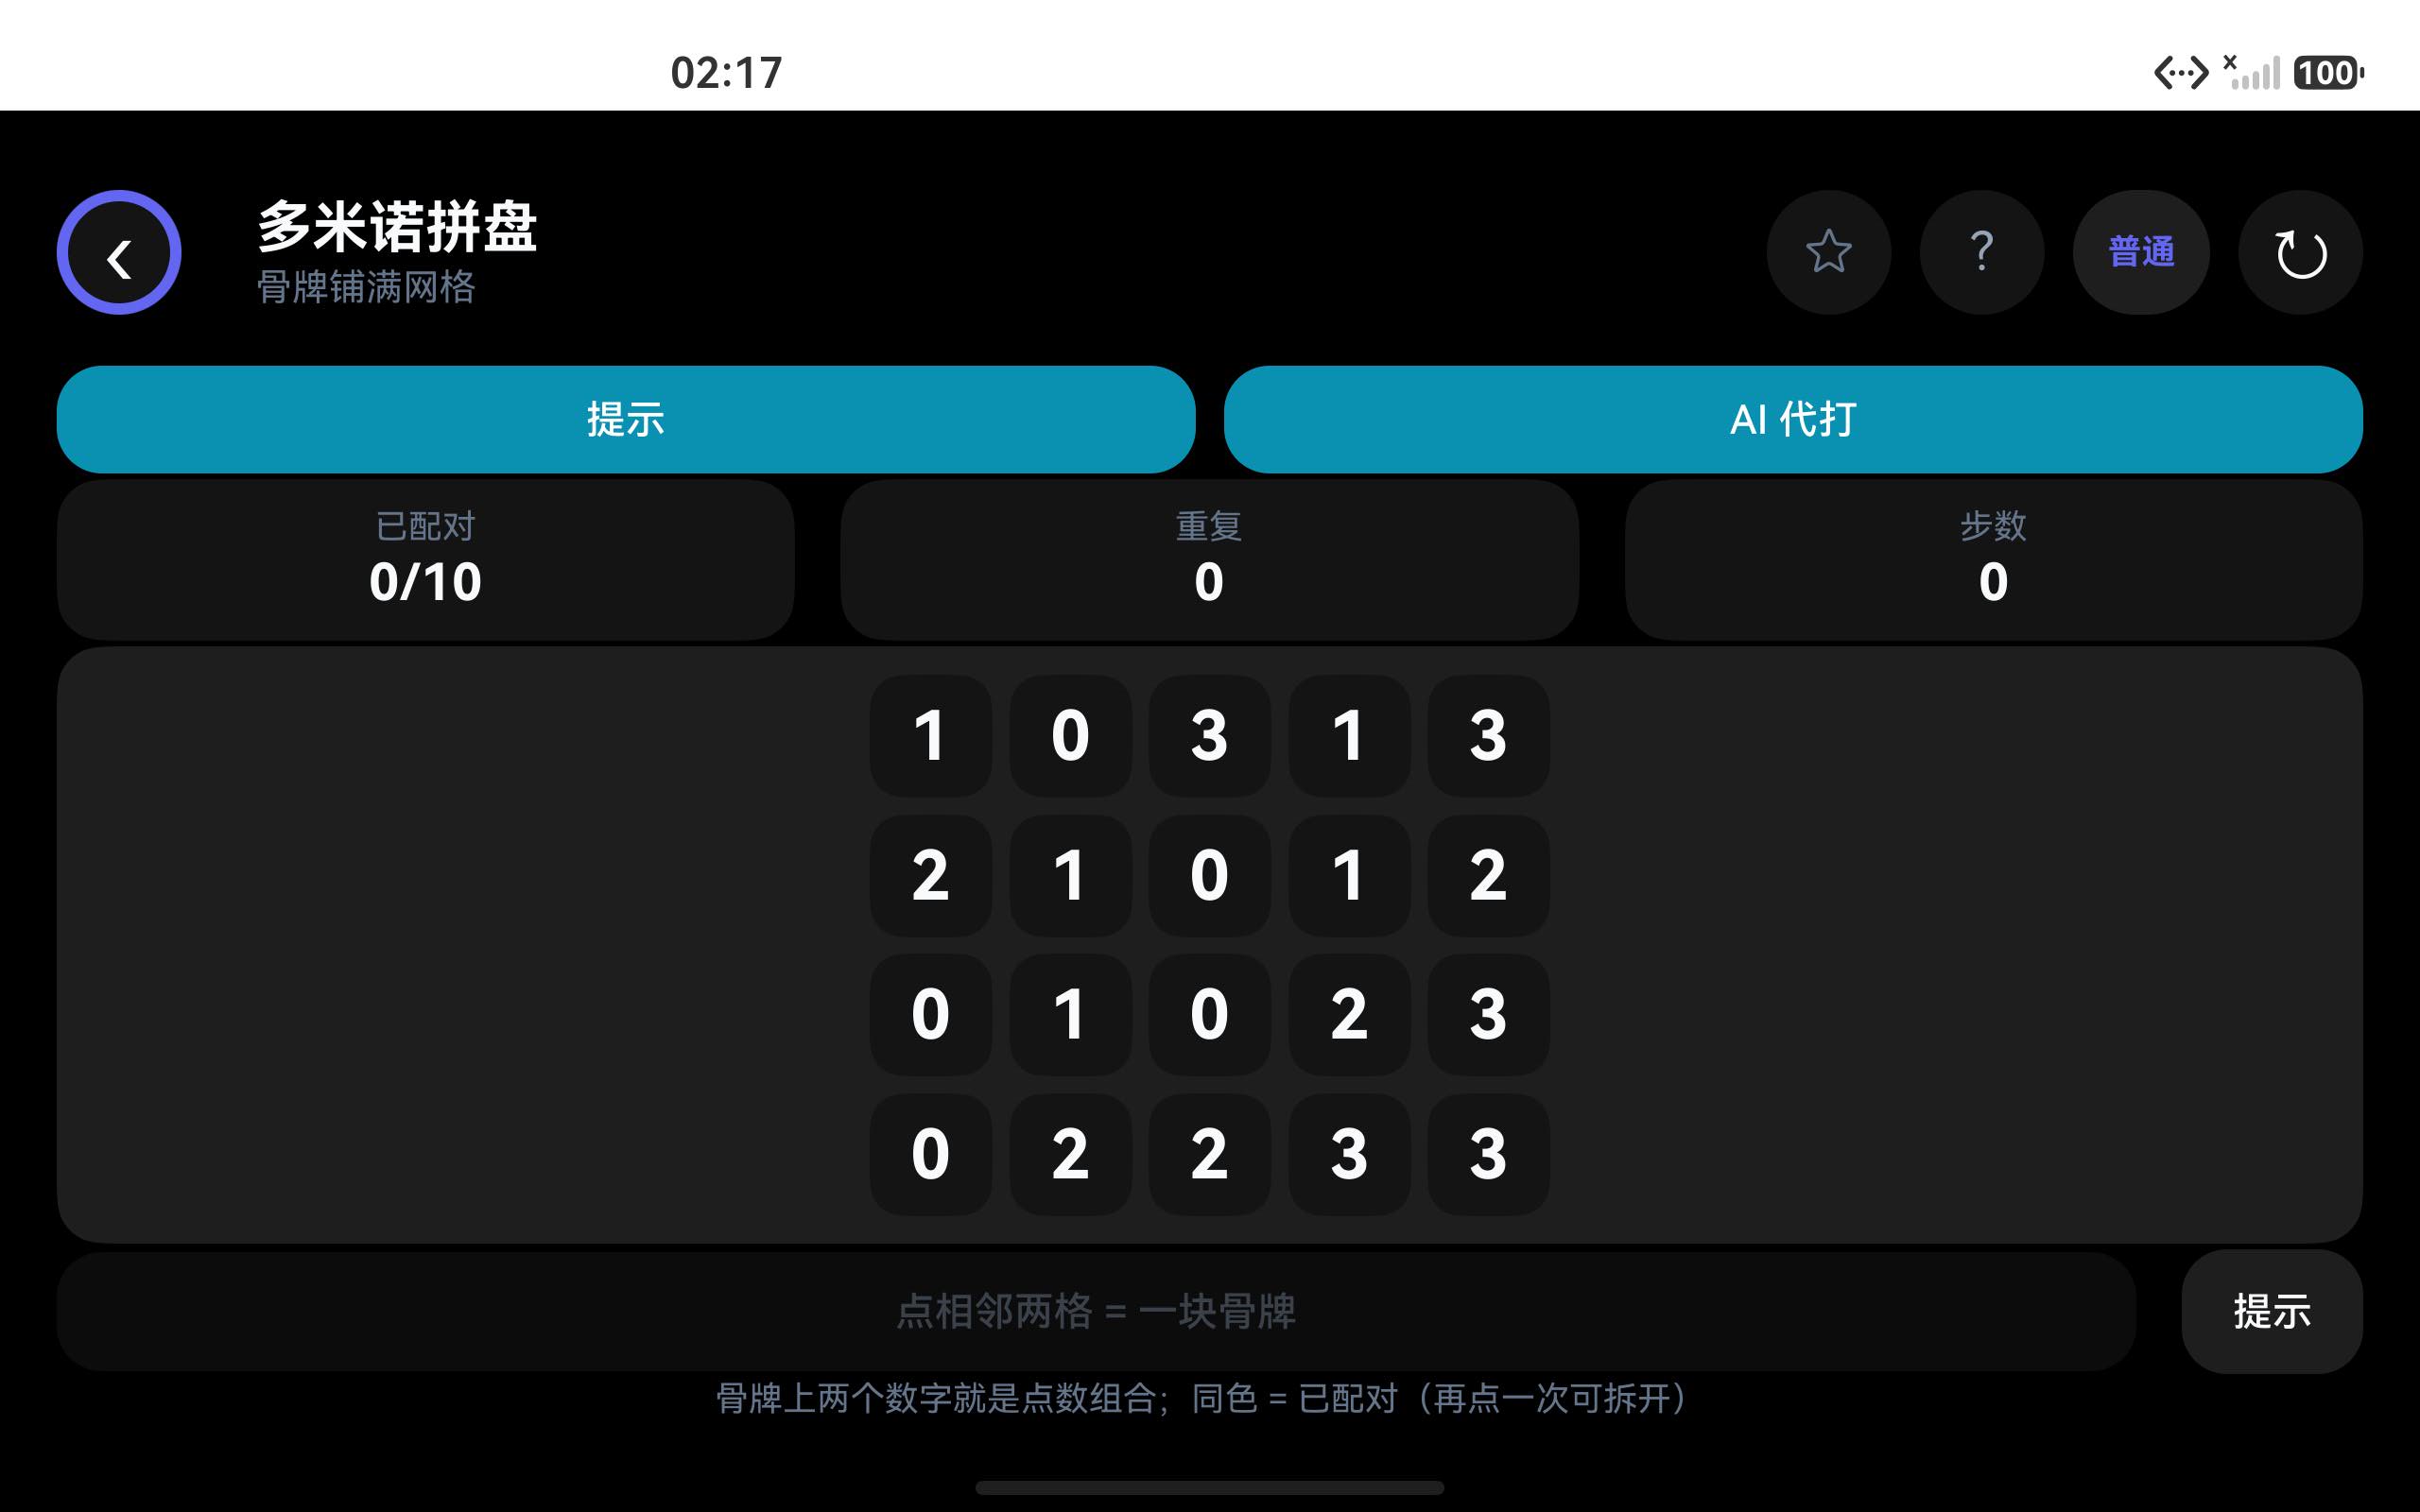 02:17
100
多米诺拼盘
骨牌铺满网格
?
普通
提示
AI 代打
已配对
重复
步数
0/10
0
0
1 0 3 1 3
2 1 0 1 2
0 1 0 2 3
0 2 2 3 3
点相邻两格 = 一块骨牌
提示
骨牌上两个数字就是点数组合；同色 = 已配对（再点一次可拆开）